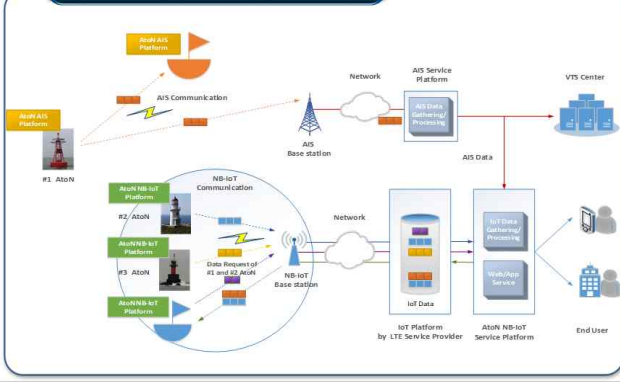 AtoN AIS
Platform
AIS Communication
AtoN AIS
Platform
#1 AtoN
AIS
Base station
Network
AIS Service
Platform
AIS Data
Gathering/
Processing
VTS Center
AIS Data
NB-IoT
Communication
AtoN NB-IoT
Platform
#2 AtoN
AtoN NB-IoT
Platform
#3 AtoN
Data Request of
#1 and #2 AtoN
AtoN NB-IoT
Platform
NB-IoT
Base station
Network
IoT Data
IoT Platform
by LTE Service Provider
IoT Data
Gathering/
Processing
Web/App
Service
AtoN NB-IoT
Service Platform
End User